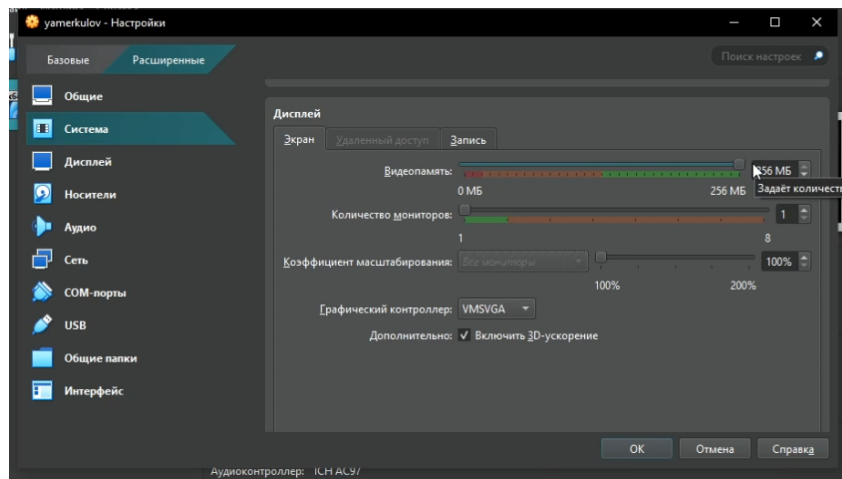 yamerkulov - Настройки
Базовые Расширенные Поиск настроек
Общие
Система
Дисплей
Носители
Аудио
Сеть
COM-порты
USB
Общие папки
Интерфейс
Дисплей
Экран Удаленный доступ Запись
Видеопамять: 256 МБ
0 МБ 256 МБ
Задаёт
Количество мониторов: 1
1 8
Коэффициент масштабирования: Все мониторы 100%
100% 200%
Графический контроллер: VMSVGA
Дополнительно: Включить 3D-ускорение
OK Отмена Справка
Аудиоконтроллер: ICH AC97